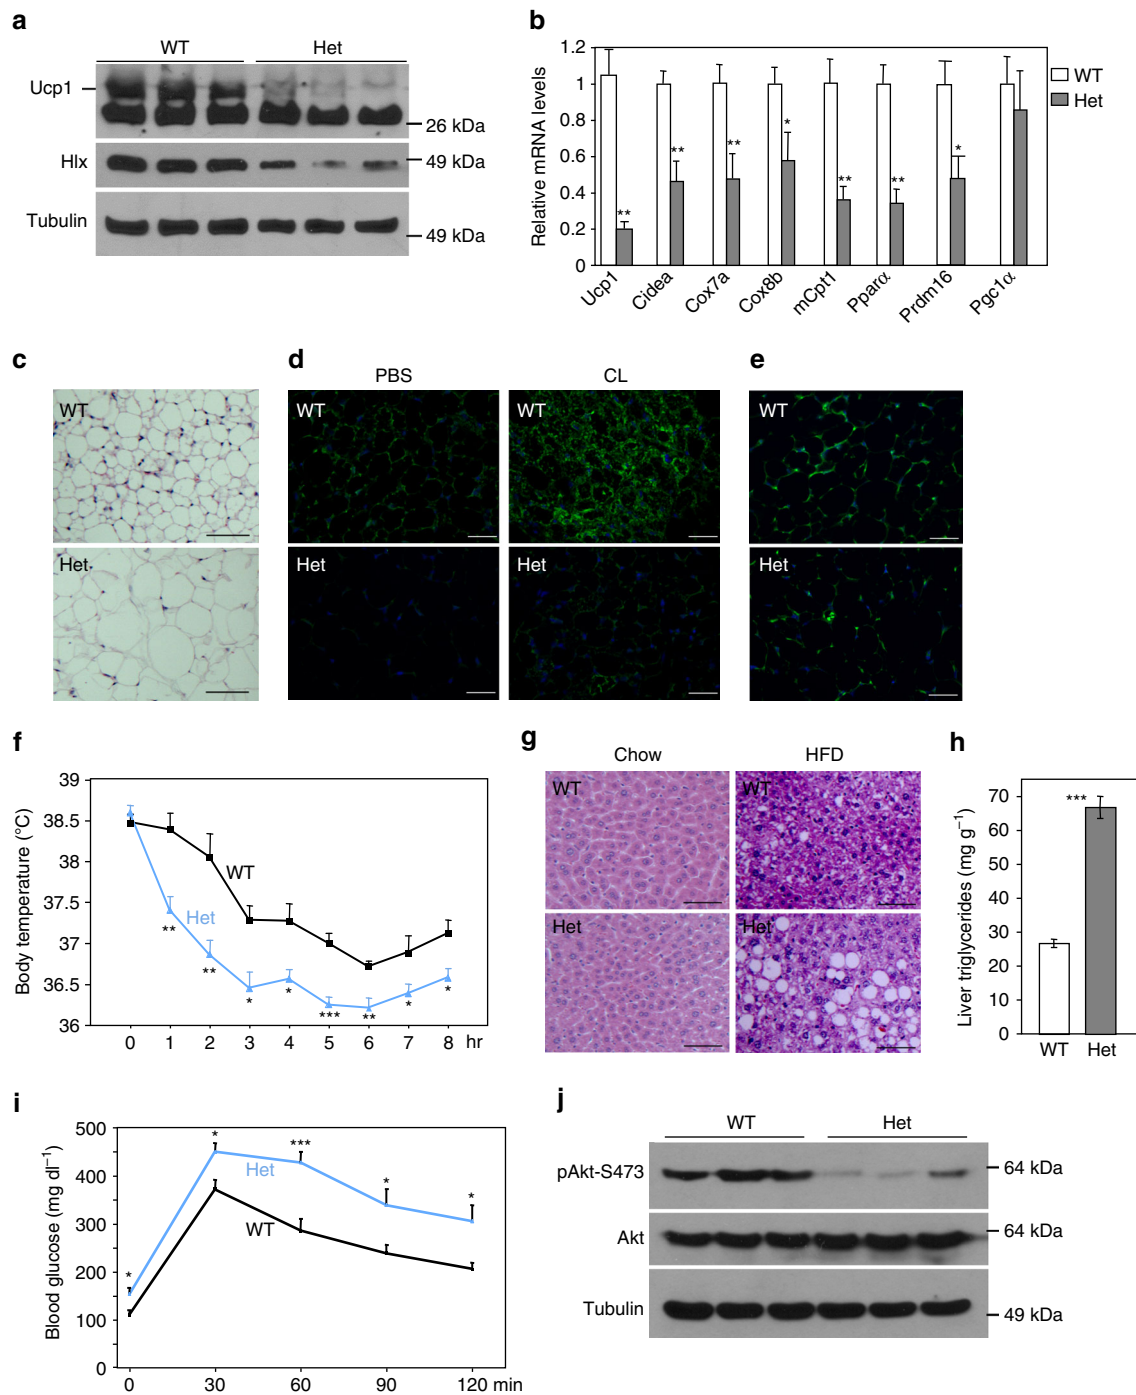 a
WT Het
Ucp1
26 kDa
Hlx
49 kDa
Tubulin
49 kDa
b
1.2
1
0.8
0.6
0.4
0.2
0
Relative mRNA levels
WT
Het
**
**
**
*
**
**
*
Ucp1
Cidea
Cox7a
Cox8b
mCpt1
Pparα
Prdm16
Pgc1α
c
WT
Het
d
PBS CL
WT WT
Het Het
e
WT
Het
f
39
38.5
38
37.5
37
36.5
36
Body temperature (°C)
WT
Het
** ** * * *** ** * *
0 1 2 3 4 5 6 7 8 hr
g
Chow HFD
WT WT
Het Het
h
70
60
50
40
30
20
10
0
Liver triglycerides (mg g⁻¹)
***
WT Het
i
500
400
300
200
100
0
Blood glucose (mg dl⁻¹)
* * *** * *
Het
WT
0 30 60 90 120 min
j
WT Het
pAkt-S473
64 kDa
Akt
64 kDa
Tubulin
49 kDa